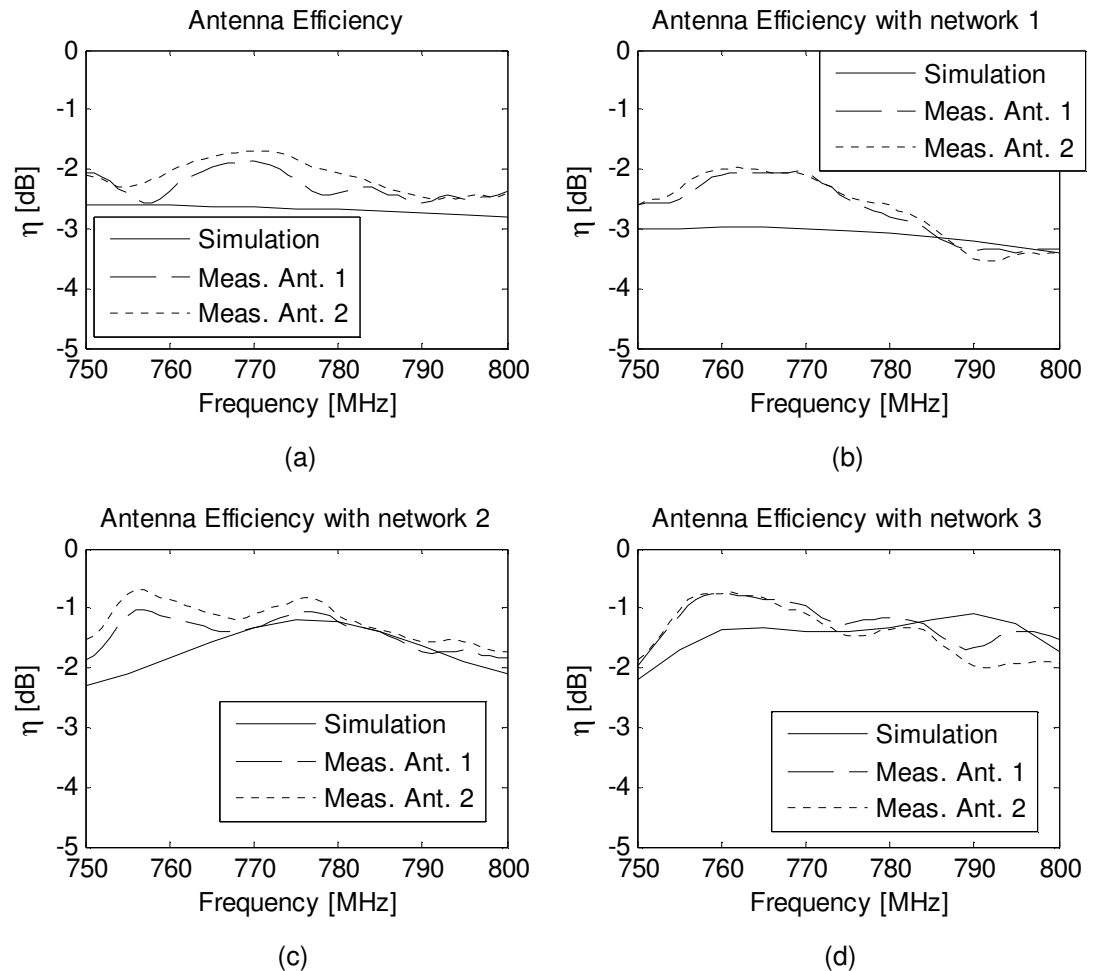 Antenna Efficiency
0
-1
-2
-3
-4
-5
η [dB]
Simulation
Meas. Ant. 1
Meas. Ant. 2
750 760 770 780 790 800
Frequency [MHz]
(a)
Antenna Efficiency with network 1
0
-1
-2
-3
-4
-5
η [dB]
Simulation
Meas. Ant. 1
Meas. Ant. 2
750 760 770 780 790 800
Frequency [MHz]
(b)
Antenna Efficiency with network 2
0
-1
-2
-3
-4
-5
η [dB]
Simulation
Meas. Ant. 1
Meas. Ant. 2
750 760 770 780 790 800
Frequency [MHz]
(c)
Antenna Efficiency with network 3
0
-1
-2
-3
-4
-5
η [dB]
Simulation
Meas. Ant. 1
Meas. Ant. 2
750 760 770 780 790 800
Frequency [MHz]
(d)